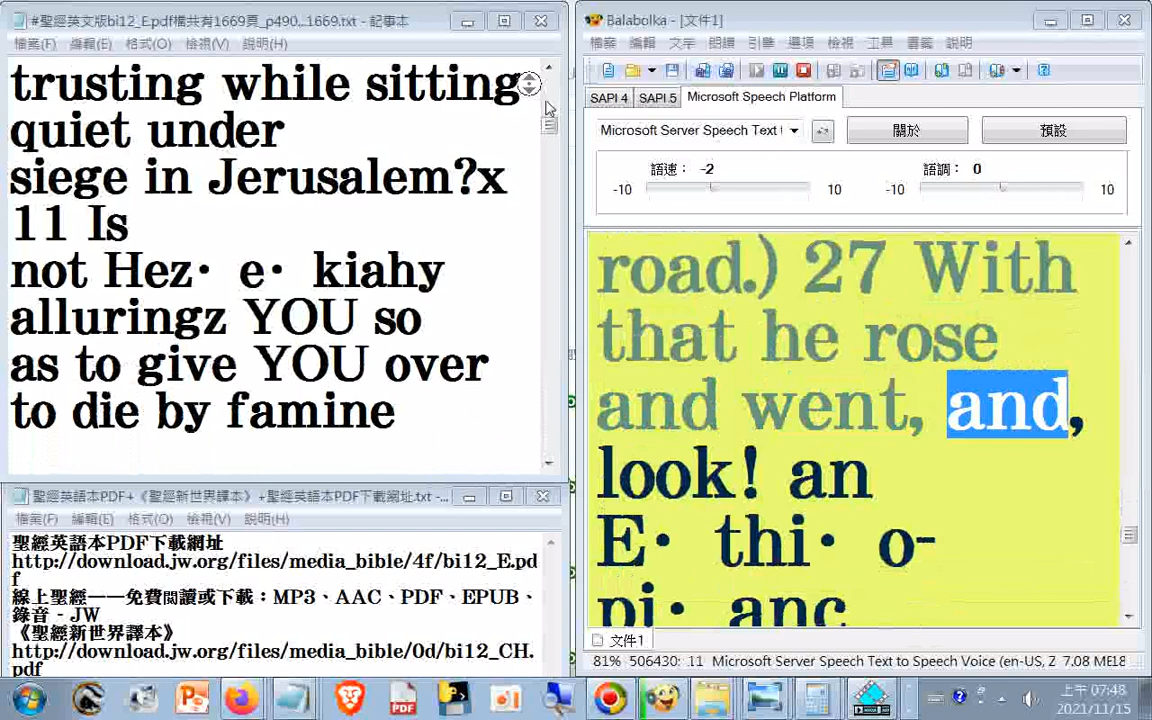 #聖經英文版bi12_E.pdf檔共有1669頁_p490,..1669.txt - 記事本
檔案(F) 編輯(E) 格式(O) 檢視(V) 說明(H)
trusting while sitting
quiet under
siege in Jerusalem?x
11 Is
not Hez· e· kiahy
alluringz YOU so
as to give YOU over
to die by famine
聖經英語本PDF+《聖經新世界譯本》+聖經英語本PDF下載網址.txt -...
檔案(F) 編輯(E) 格式(O) 檢視(V) 說明(H)
聖經英語本PDF下載網址
http://download.jw.org/files/media_bible/4f/bi12_E.pd
f
線上聖經——免費閱讀或下載：MP3、AAC、PDF、EPUB、
錄音 - JW
《聖經新世界譯本》
http://download.jw.org/files/media_bible/0d/bi12_CH.
pdf
Balabolka - [文件1]
檔案 編輯 文字 朗讀 引擎 選項 檢視 工具 書籤 說明
SAPI 4 SAPI 5 Microsoft Speech Platform
Microsoft Server Speech Text 關於 預設
語速： -2 語調： 0
-10 10 -10 10
road.) 27 With
that he rose
and went, and,
look! an
E· thi· o-
pi· anc
文件1
81% 506430: 11 Microsoft Server Speech Text to Speech Voice (en-US, Z 7.08 ME18
PDF
上午 07:48
2021/11/15